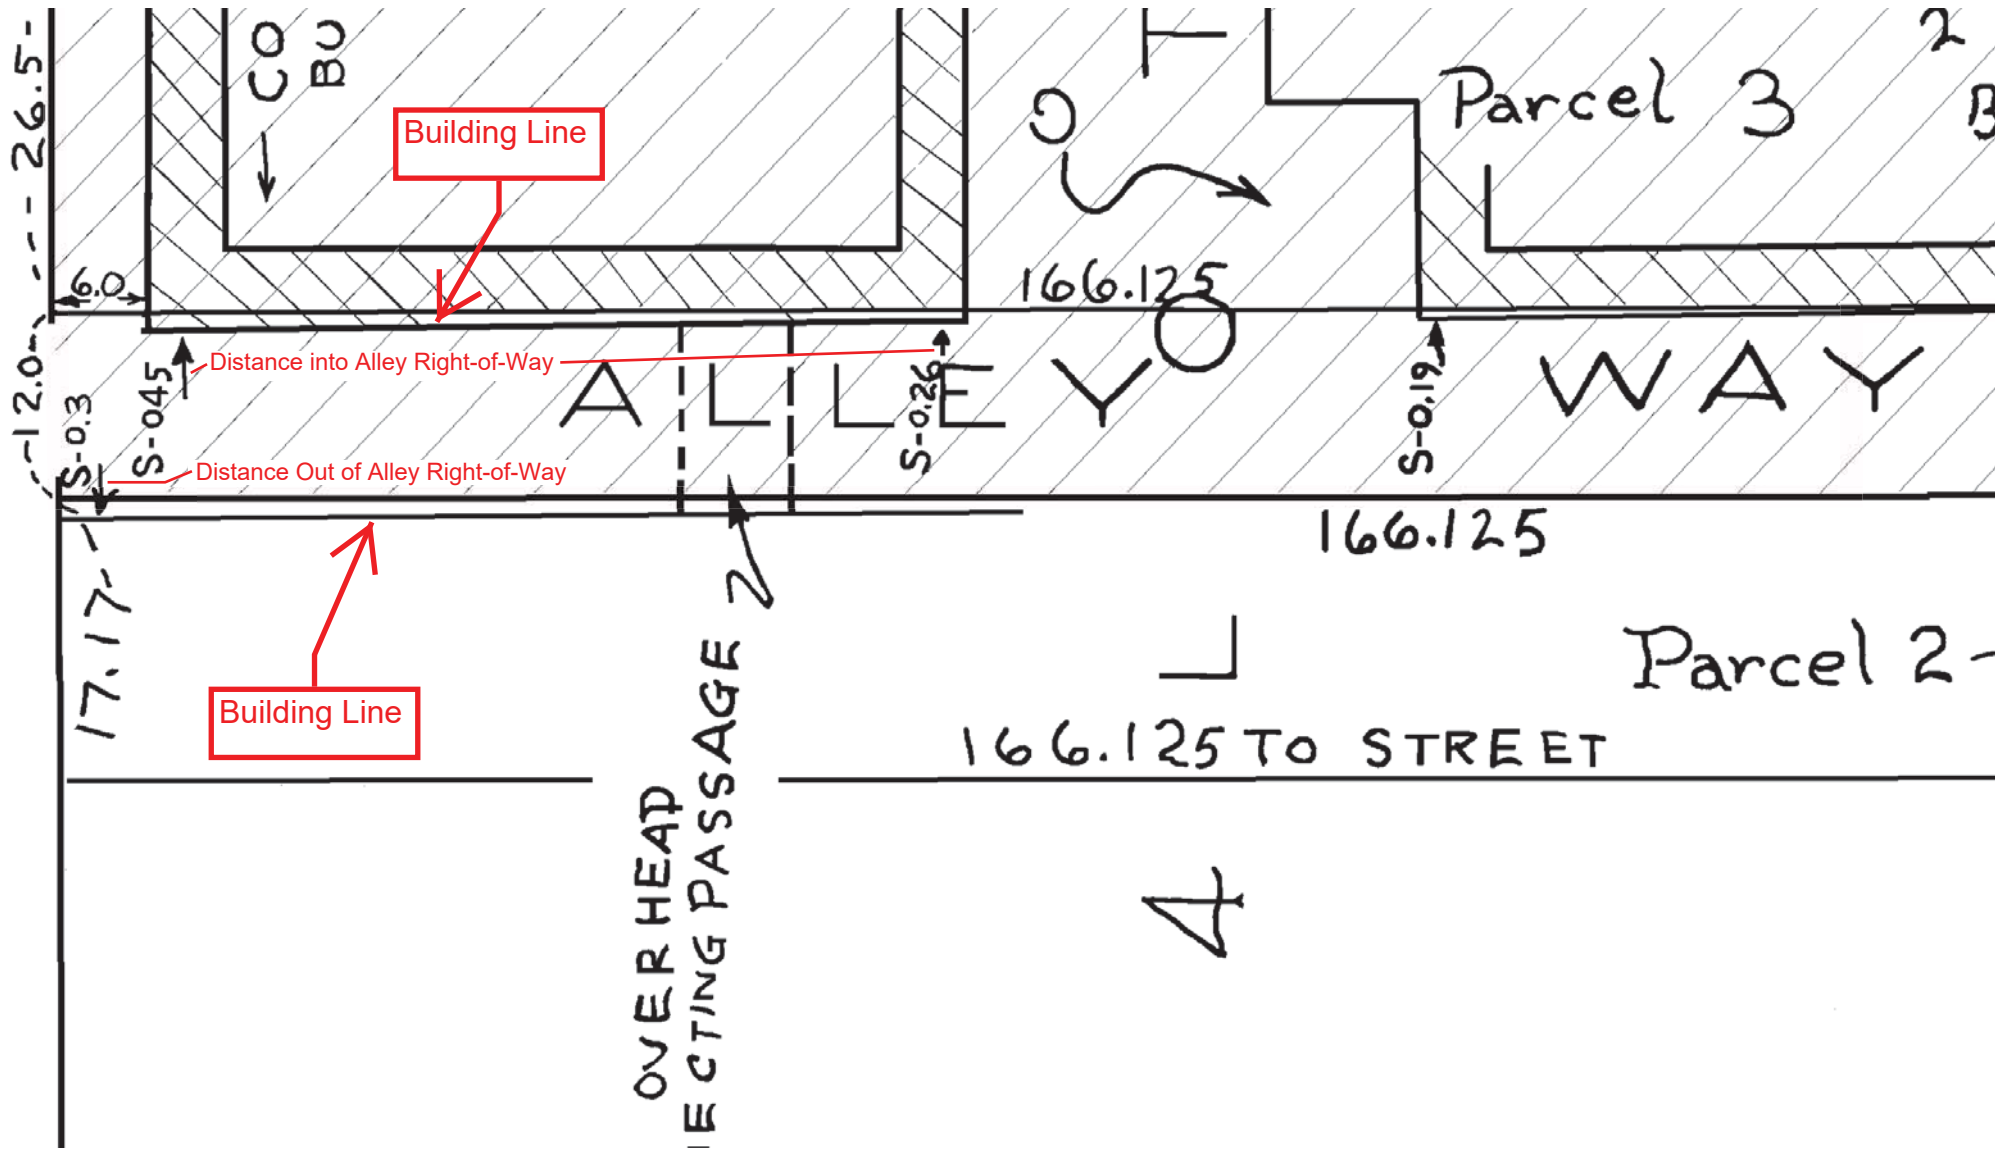 26.5
CO
BU
Building Line
Parcel 3
2
B
6.0
166.125
12.0
S-0.3
S-045
Distance into Alley Right-of-Way
S-0.26
S-0.19
ALLEY WAY
Distance Out of Alley Right-of-Way
166.125
17.17
Building Line
Parcel 2-
166.125 TO STREET
OVERHEAD
ECTING PASSAGE
4